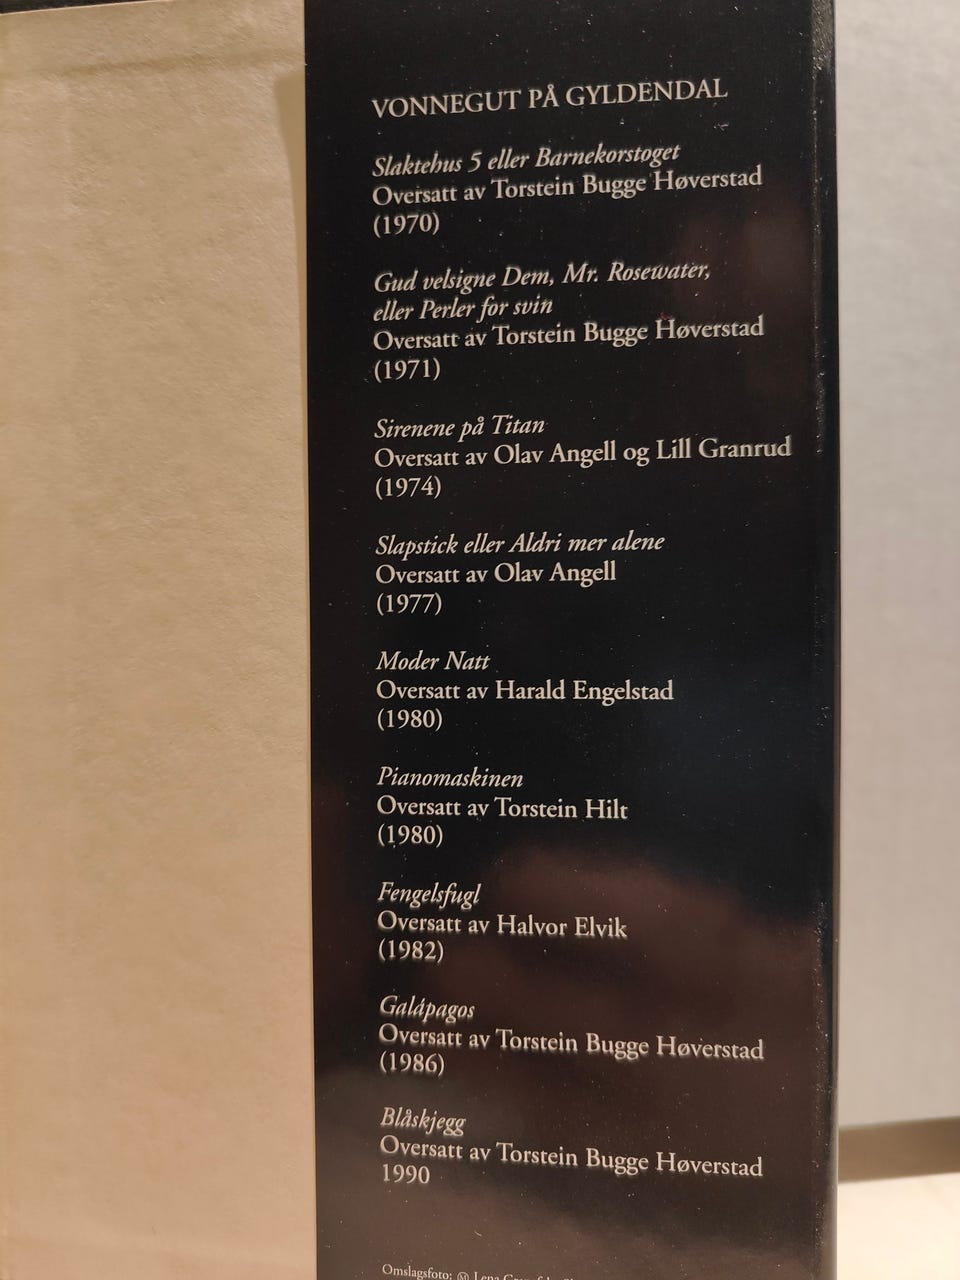 VONNEGUT PÅ GYLDENDAL
Slaktehus 5 eller Barnekorstoget
Oversatt av Torstein Bugge Høverstad
(1970)
Gud velsigne Dem, Mr. Rosewater,
eller Perler for svin
Oversatt av Torstein Bugge Høverstad
(1971)
Sirenene på Titan
Oversatt av Olav Angell og Lill Granrud
(1974)
Slapstick eller Aldri mer alene
Oversatt av Olav Angell
(1977)
Moder Natt
Oversatt av Harald Engelstad
(1980)
Pianomaskinen
Oversatt av Torstein Hilt
(1980)
Fengelsfugl
Oversatt av Halvor Elvik
(1982)
Galápagos
Oversatt av Torstein Bugge Høverstad
(1986)
Blåskjegg
Oversatt av Torstein Bugge Høverstad
1990
Omslagsfoto: Ⓜ Lena